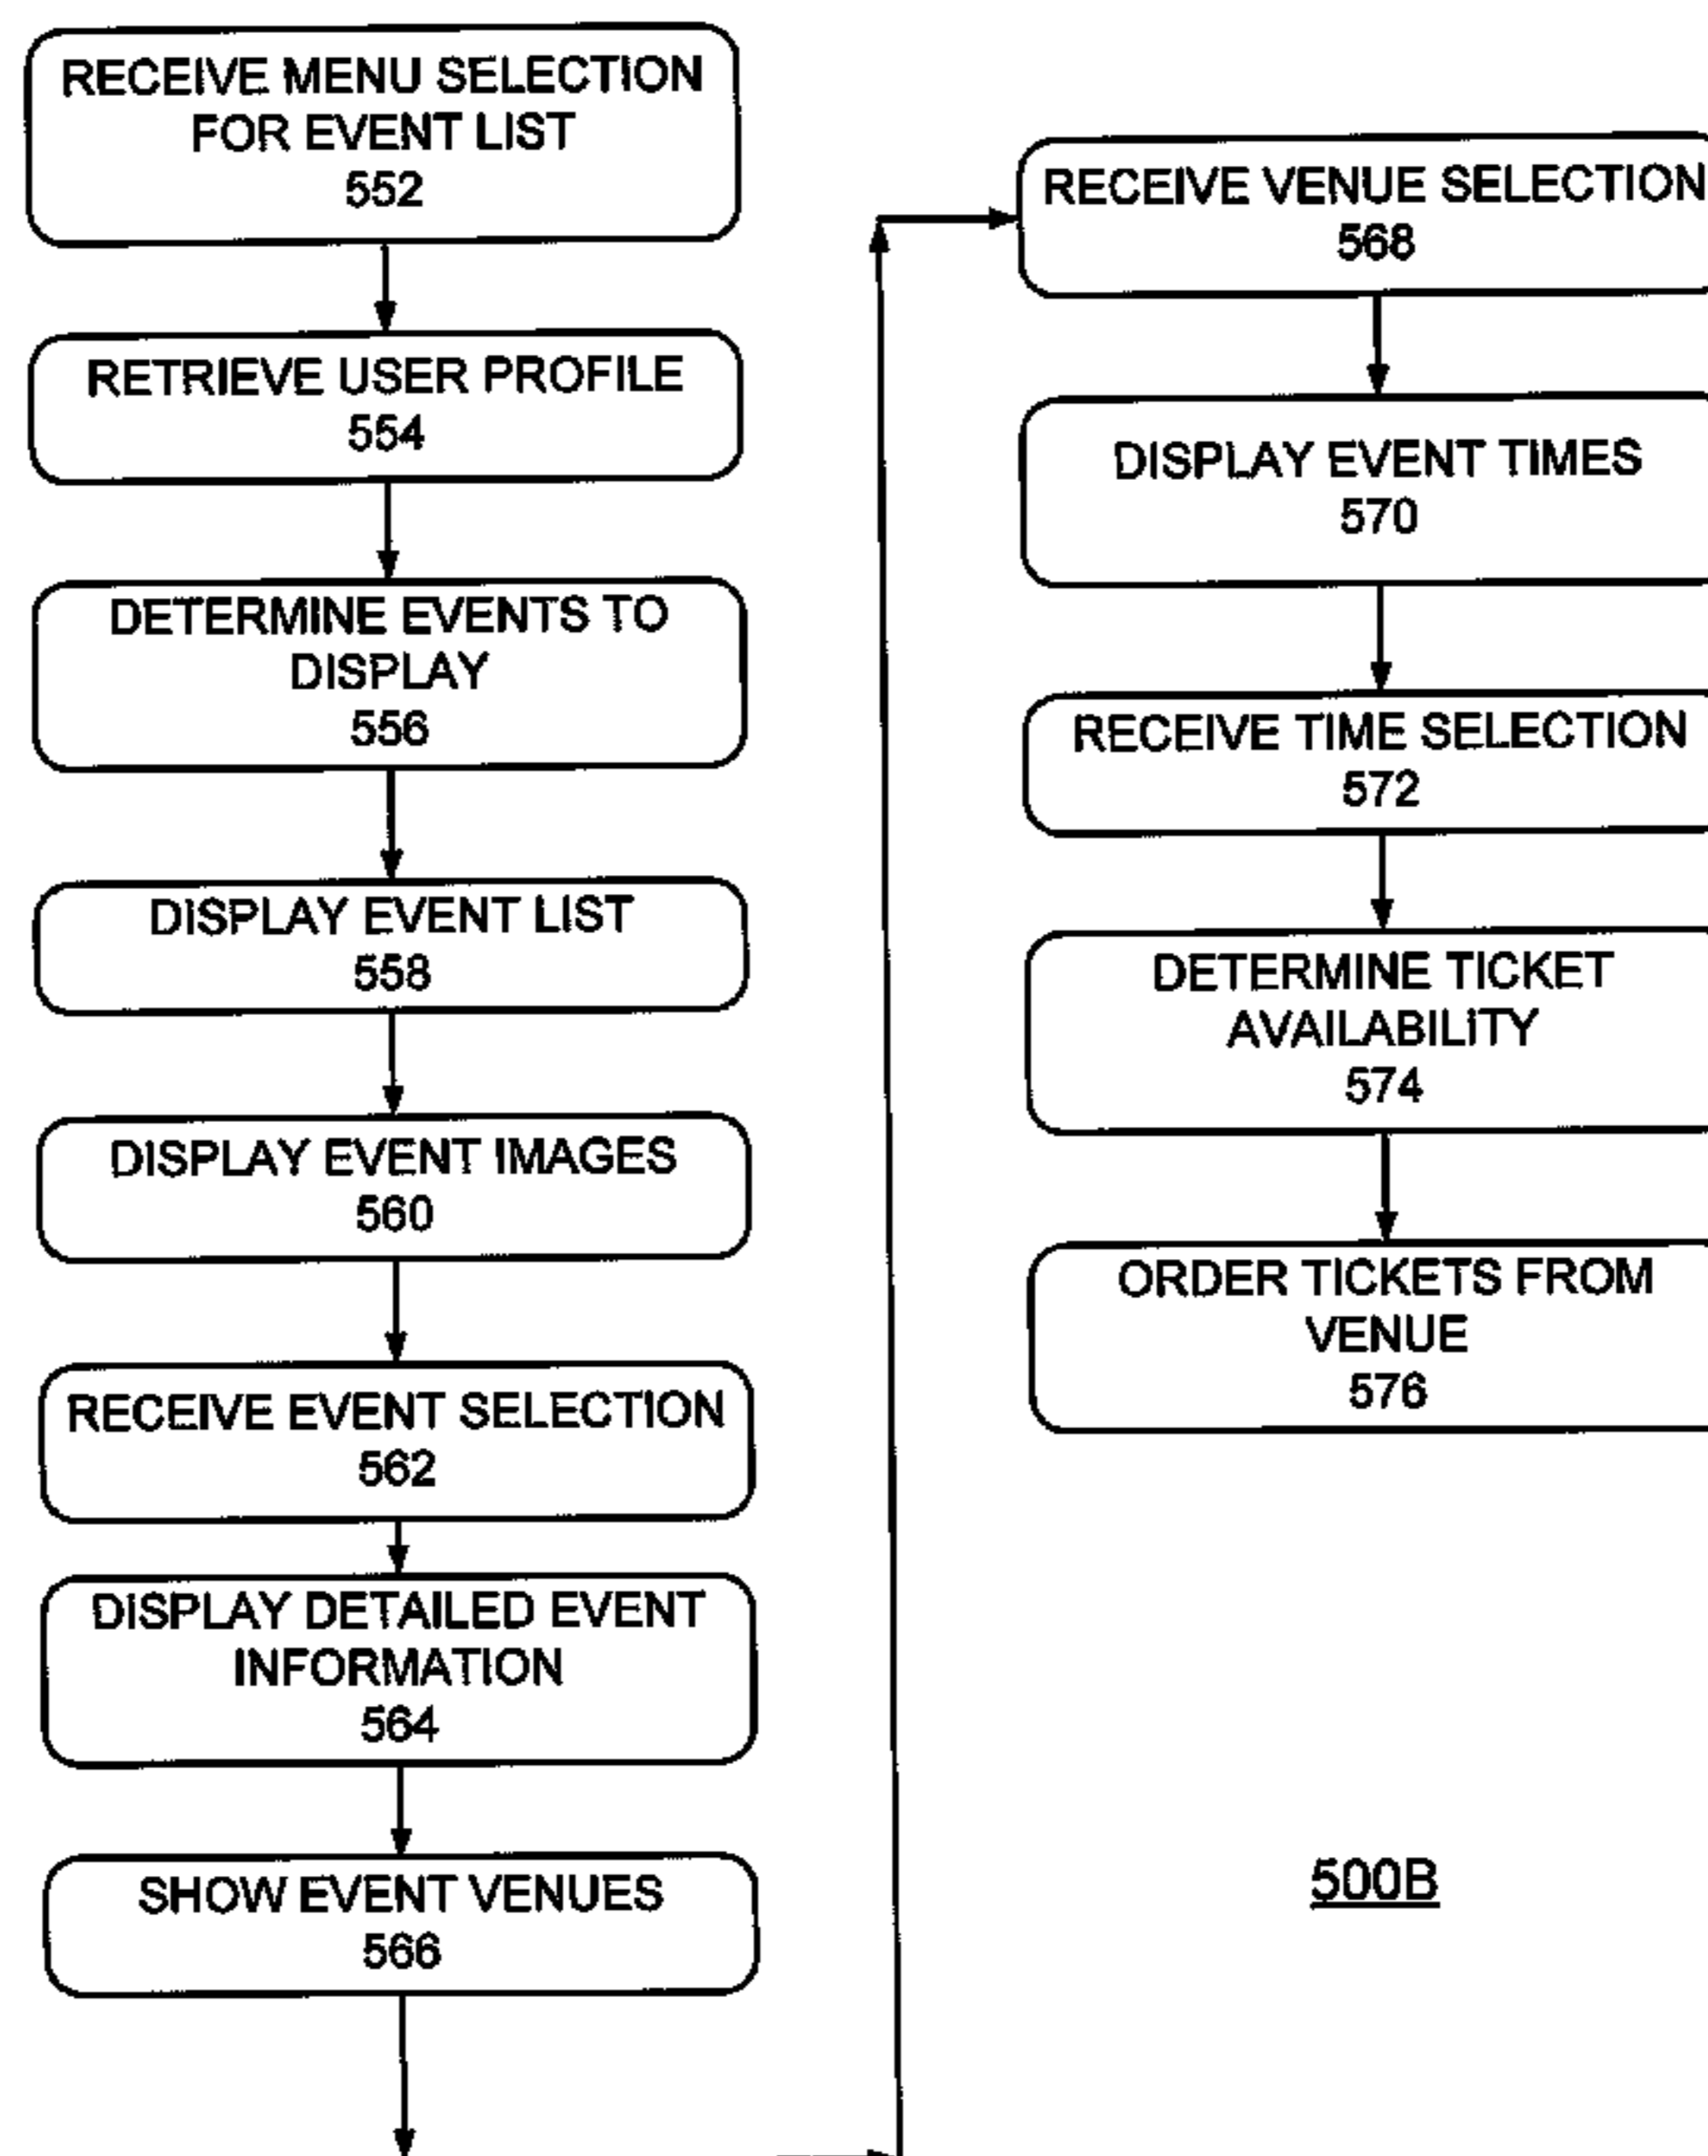 RECEIVE MENU SELECTION
FOR EVENT LIST
552
RETRIEVE USER PROFILE
554
DETERMINE EVENTS TO
DISPLAY
556
DISPLAY EVENT LIST
558
DISPLAY EVENT IMAGES
560
RECEIVE EVENT SELECTION
562
DISPLAY DETAILED EVENT
INFORMATION
564
SHOW EVENT VENUES
566
RECEIVE VENUE SELECTION
568
DISPLAY EVENT TIMES
570
RECEIVE TIME SELECTION
572
DETERMINE TICKET
AVAILABILITY
574
ORDER TICKETS FROM
VENUE
576
500B